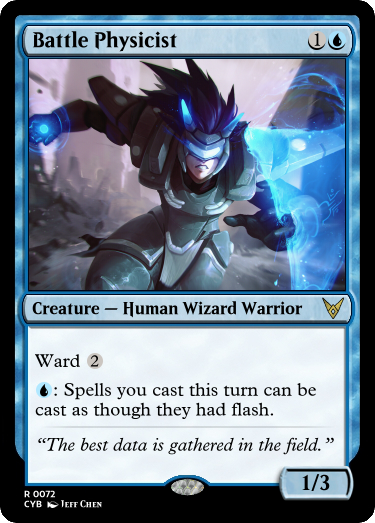 Battle Physicist 1
Creature — Human Wizard Warrior
Ward 2
: Spells you cast this turn can be
cast as though they had flash.
“The best data is gathered in the field.”
1/3
R 0072
CYB Jeff Chen